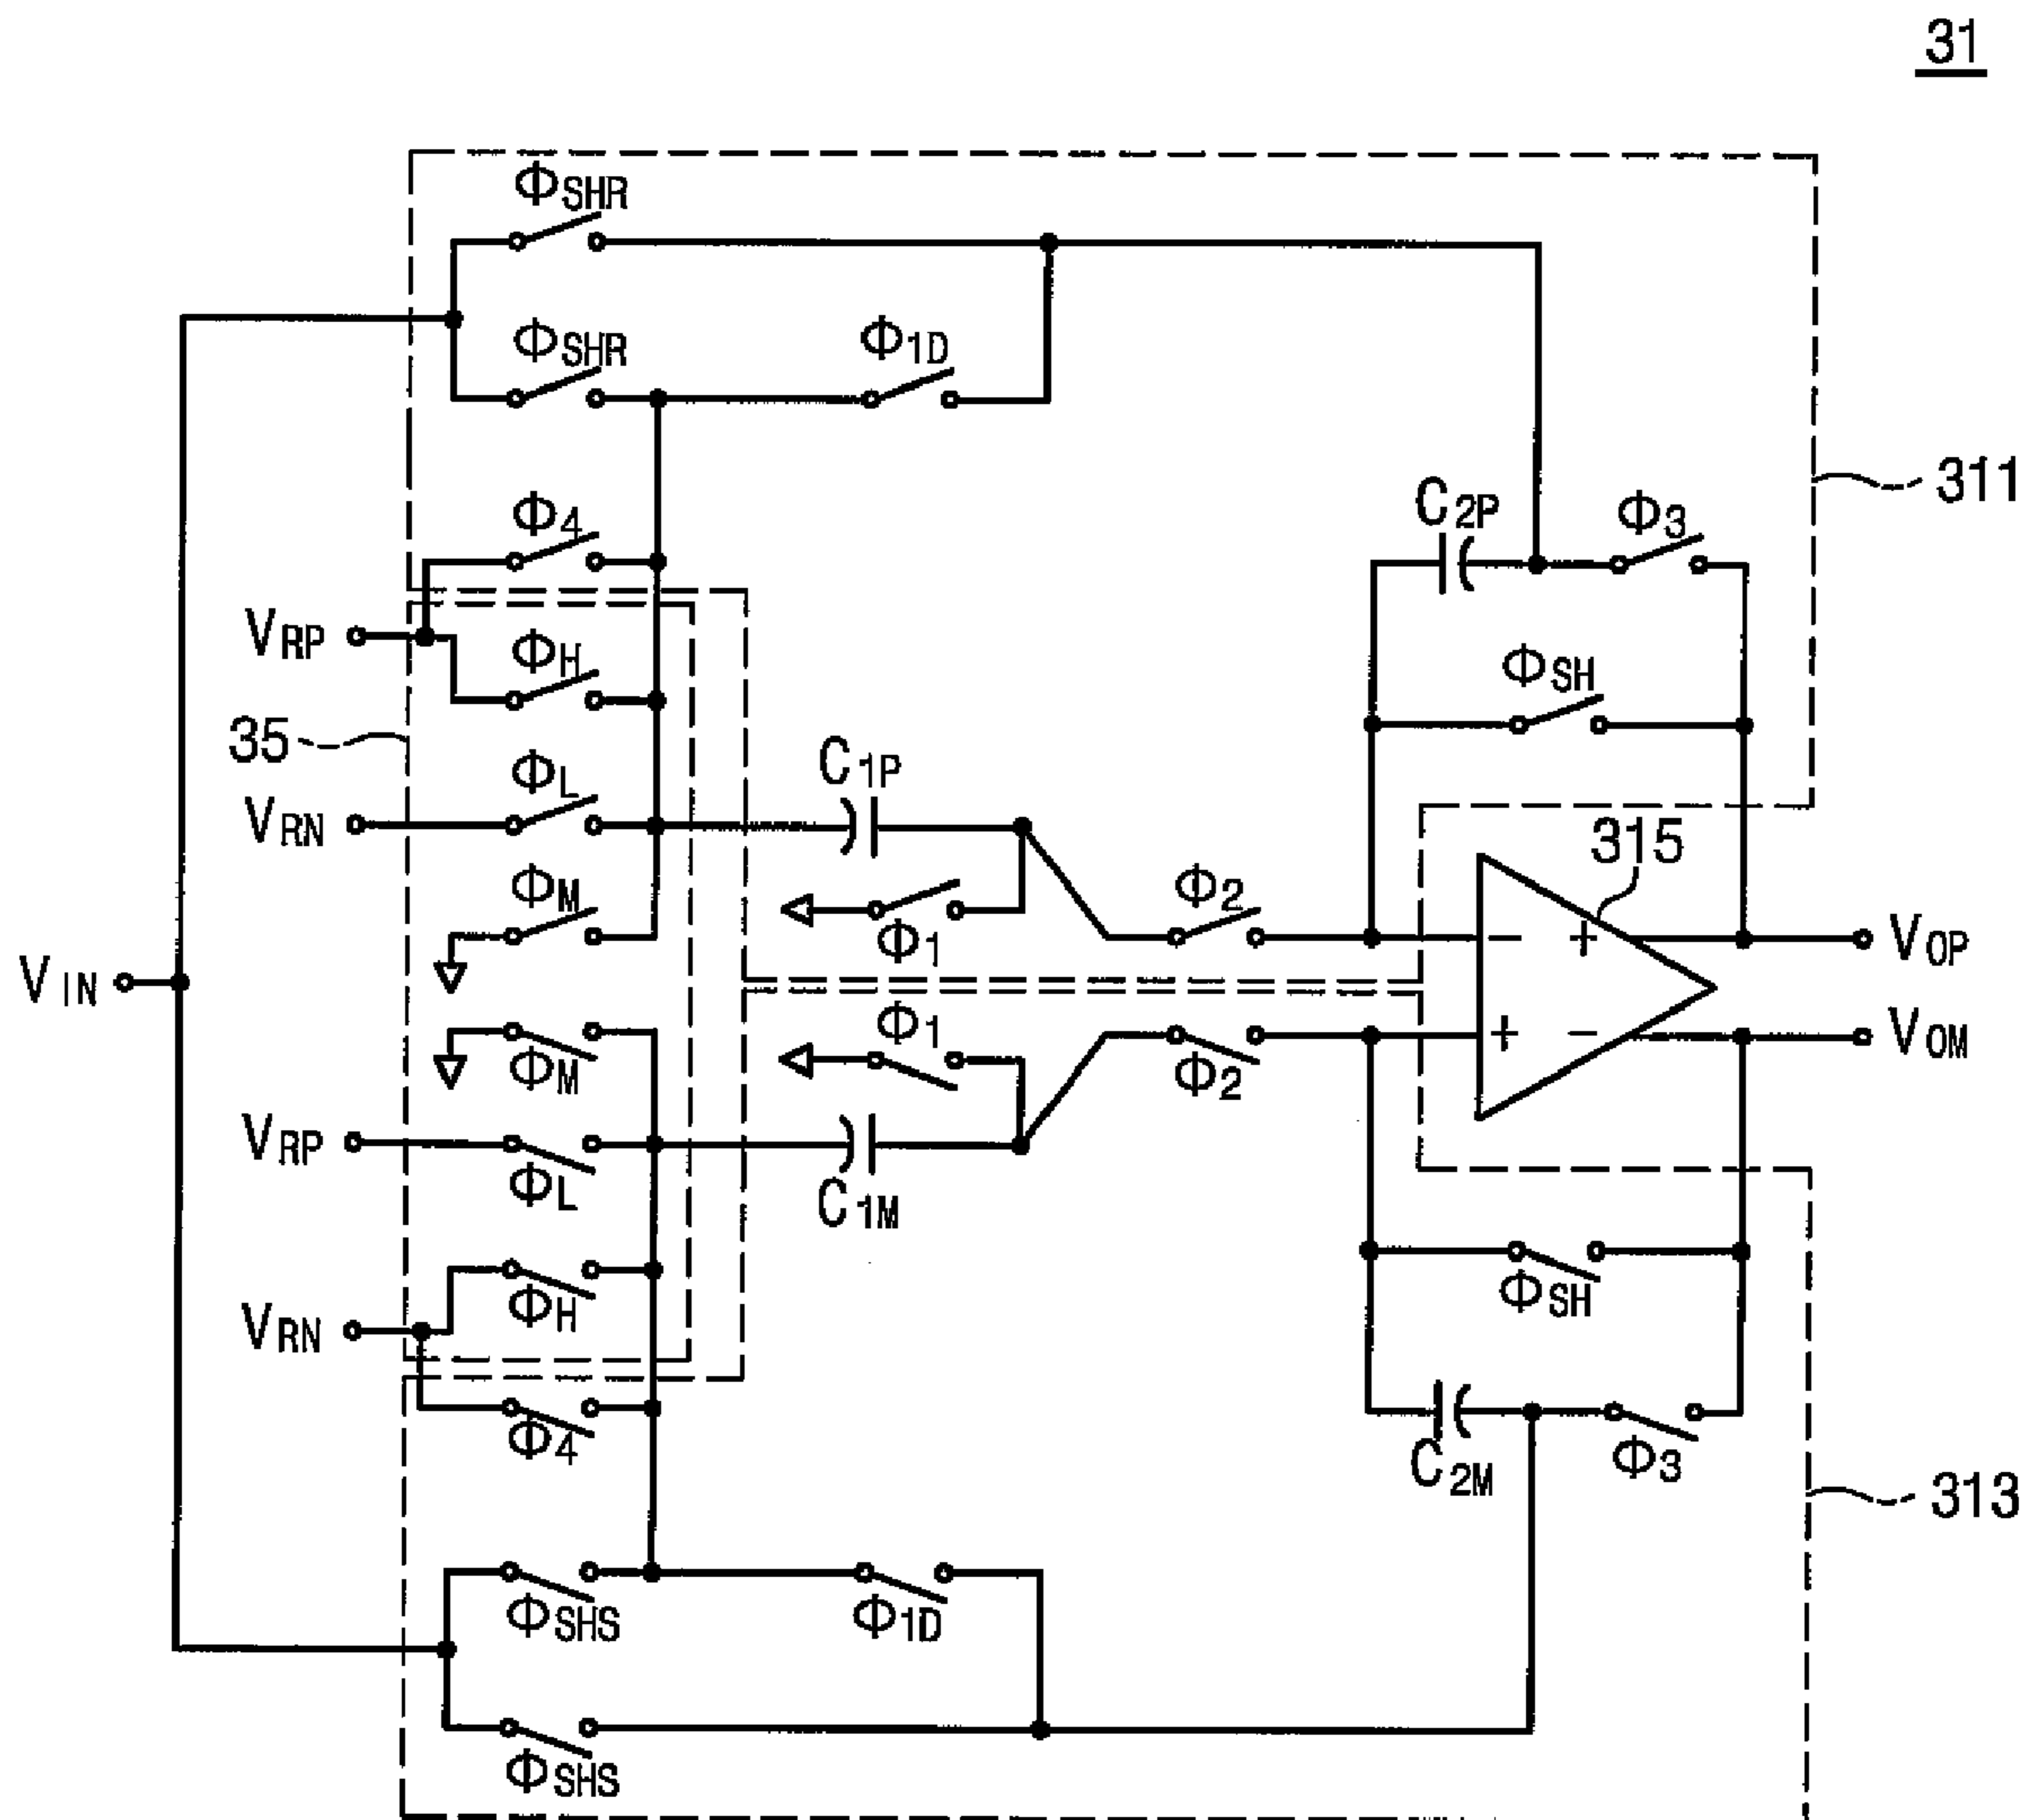 31
ΦSHR
ΦSHR
Φ1D
311
Φ4
C2P
Φ3
VRP
ΦH
ΦSH
35
C1P
ΦL
VRN
315
ΦM
Φ1
Φ2
- +
VOP
VIN
ΦM
Φ1
Φ2
+ -
VOM
VRP
ΦL
C1M
ΦH
ΦSH
VRN
Φ4
C2M
Φ3
313
ΦSHS
Φ1D
ΦSHS